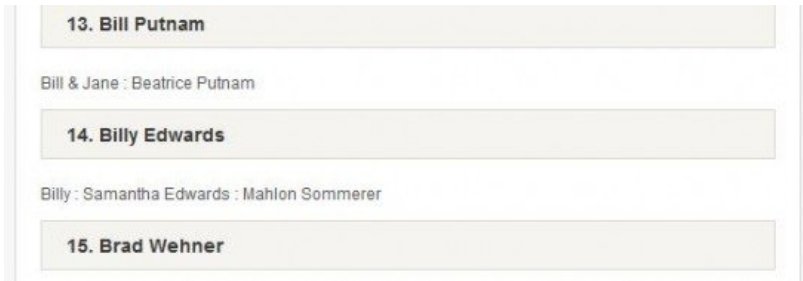 13. Bill Putnam
Bill & Jane : Beatrice Putnam
14. Billy Edwards
Billy : Samantha Edwards : Mahlon Sommerer
15. Brad Wehner